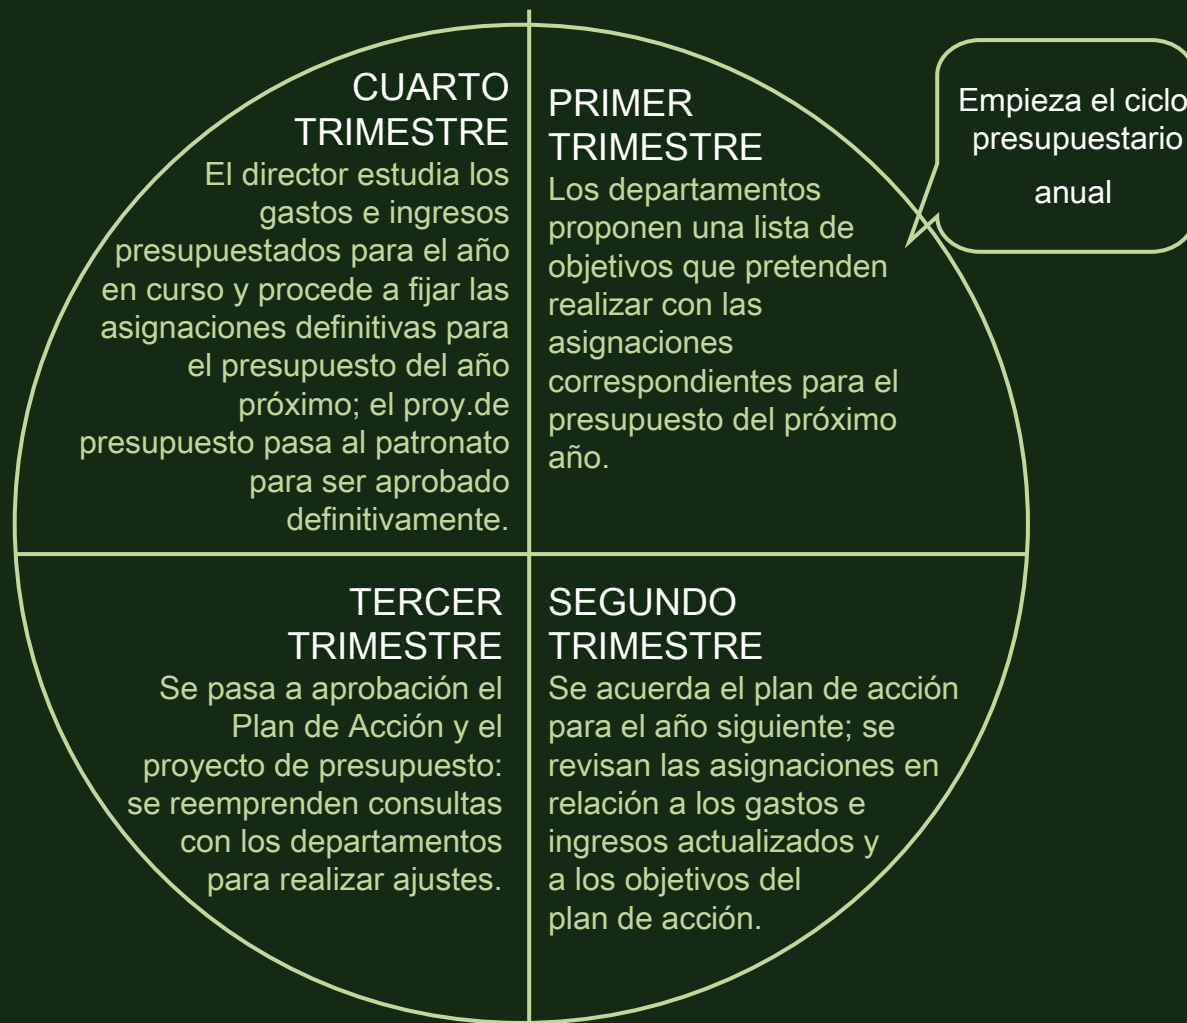 CUARTO
TRIMESTRE
El director estudia los
gastos e ingresos
presupuestados para el año
en curso y procede a fijar las
asignaciones definitivas para
el presupuesto del año
próximo; el proy.de
presupuesto pasa al patronato
para ser aprobado
definitivamente.
PRIMER
TRIMESTRE
Los departamentos
proponen una lista de
objetivos que pretenden
realizar con las
asignaciones
correspondientes para el
presupuesto del próximo
año.
Empieza el ciclo
presupuestario
anual
TERCER
TRIMESTRE
Se pasa a aprobación el
Plan de Acción y el
proyecto de presupuesto:
se reemprenden consultas
con los departamentos
para realizar ajustes.
SEGUNDO
TRIMESTRE
Se acuerda el plan de acción
para el año siguiente; se
revisan las asignaciones en
relación a los gastos e
ingresos actualizados y
a los objetivos del
plan de acción.